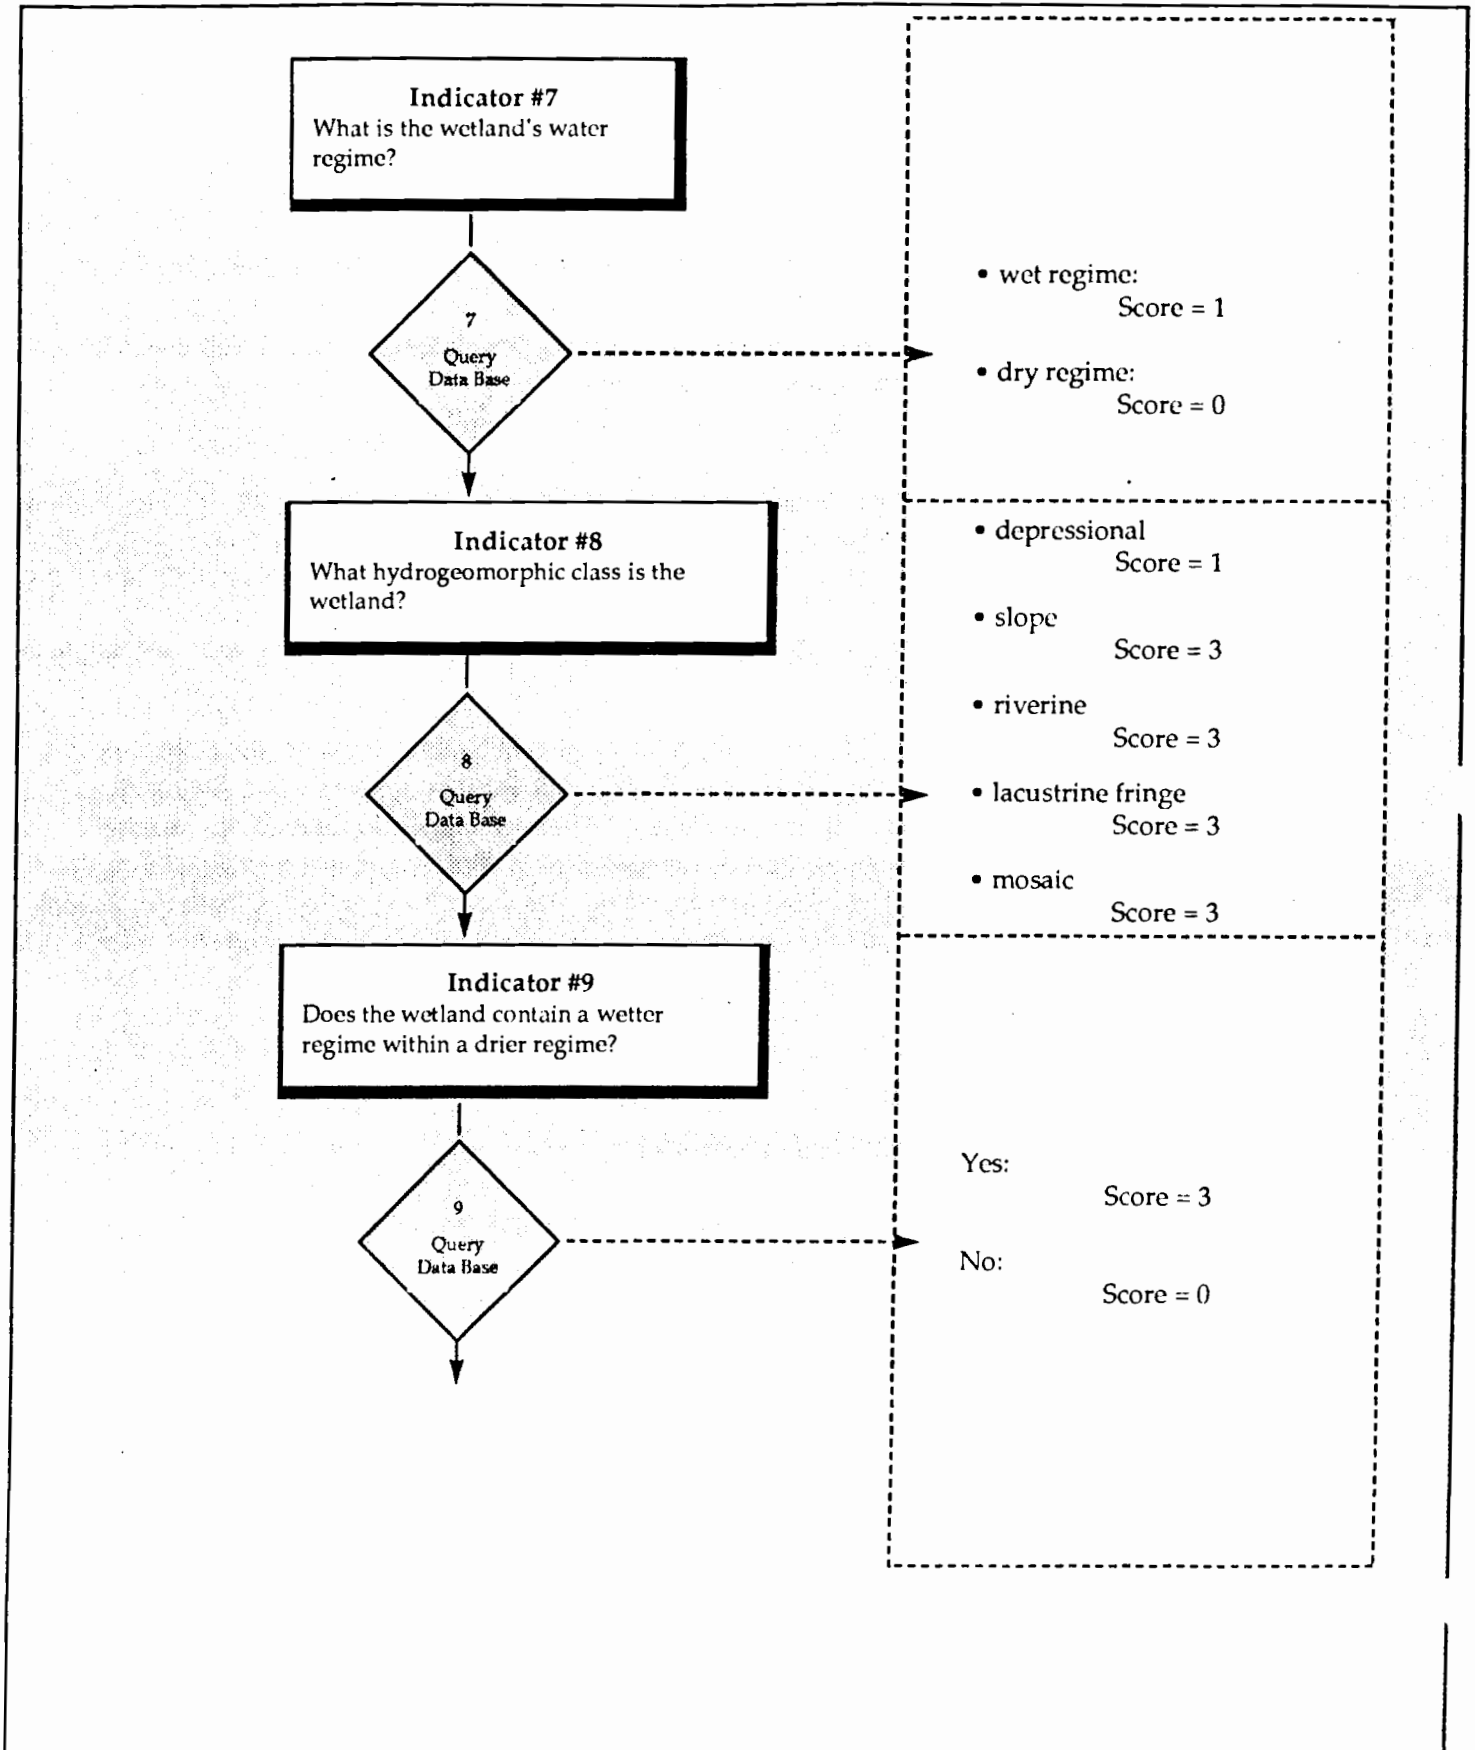 Indicator #7
What is the wetland's water
regime?
7
Query
Data Base
• wet regime:
Score = 1
• dry regime:
Score = 0
Indicator #8
What hydrogeomorphic class is the
wetland?
8
Query
Data Base
• depressional
Score = 1
• slope
Score = 3
• riverine
Score = 3
• lacustrine fringe
Score = 3
• mosaic
Score = 3
Indicator #9
Does the wetland contain a wetter
regime within a drier regime?
9
Query
Data Base
Yes:
Score = 3
No:
Score = 0